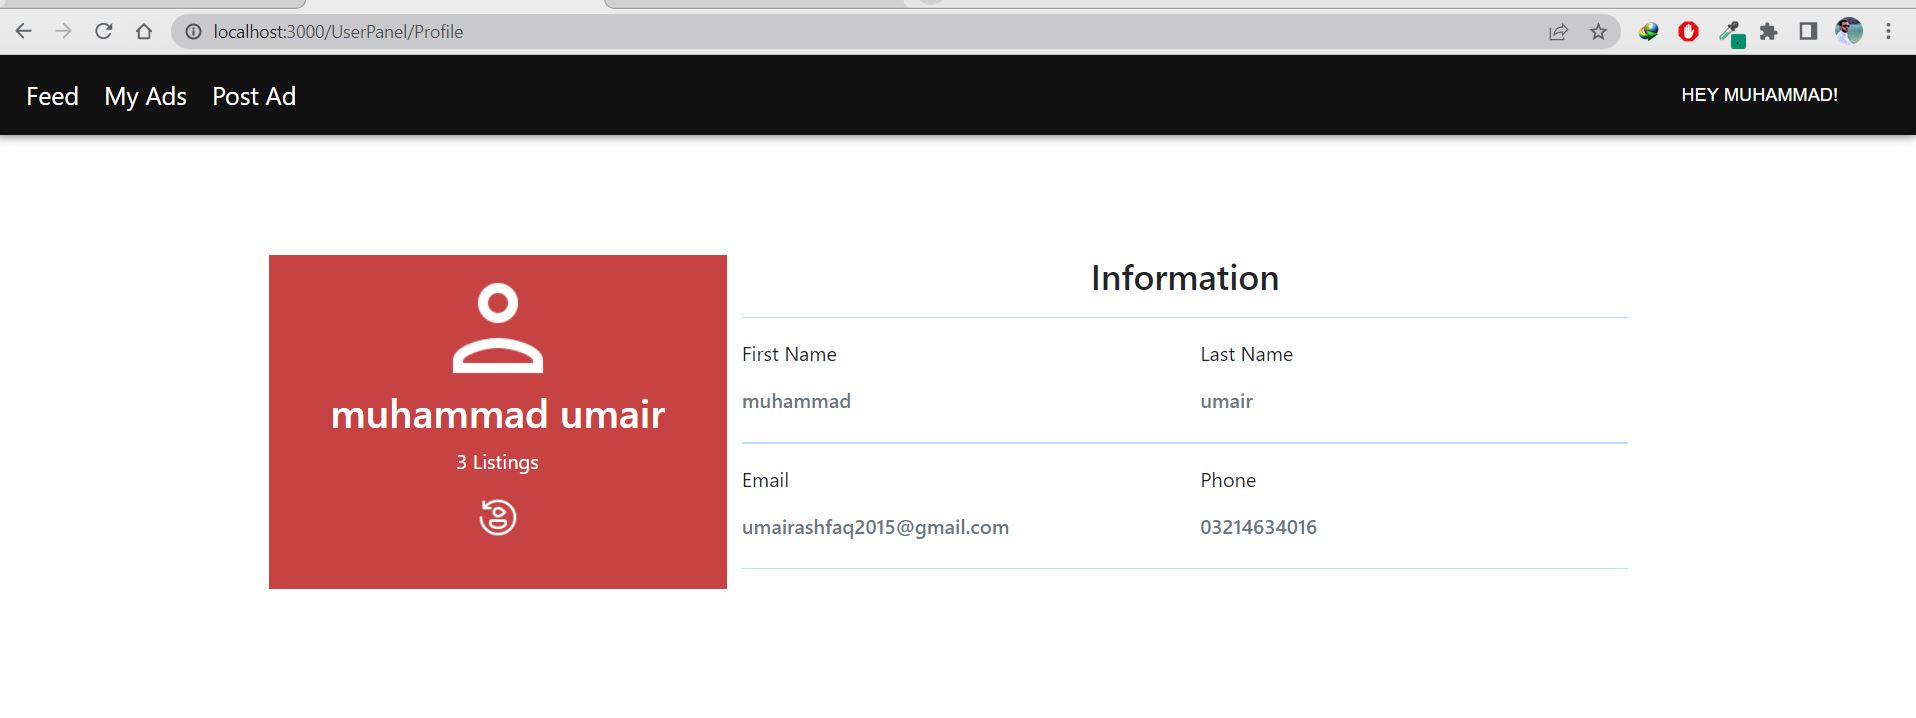 localhost:3000/UserPanel/Profile
Feed My Ads Post Ad HEY MUHAMMAD!
muhammad umair
3 Listings
Information
First Name Last Name
muhammad umair
Email Phone
umairashfaq2015@gmail.com 03214634016